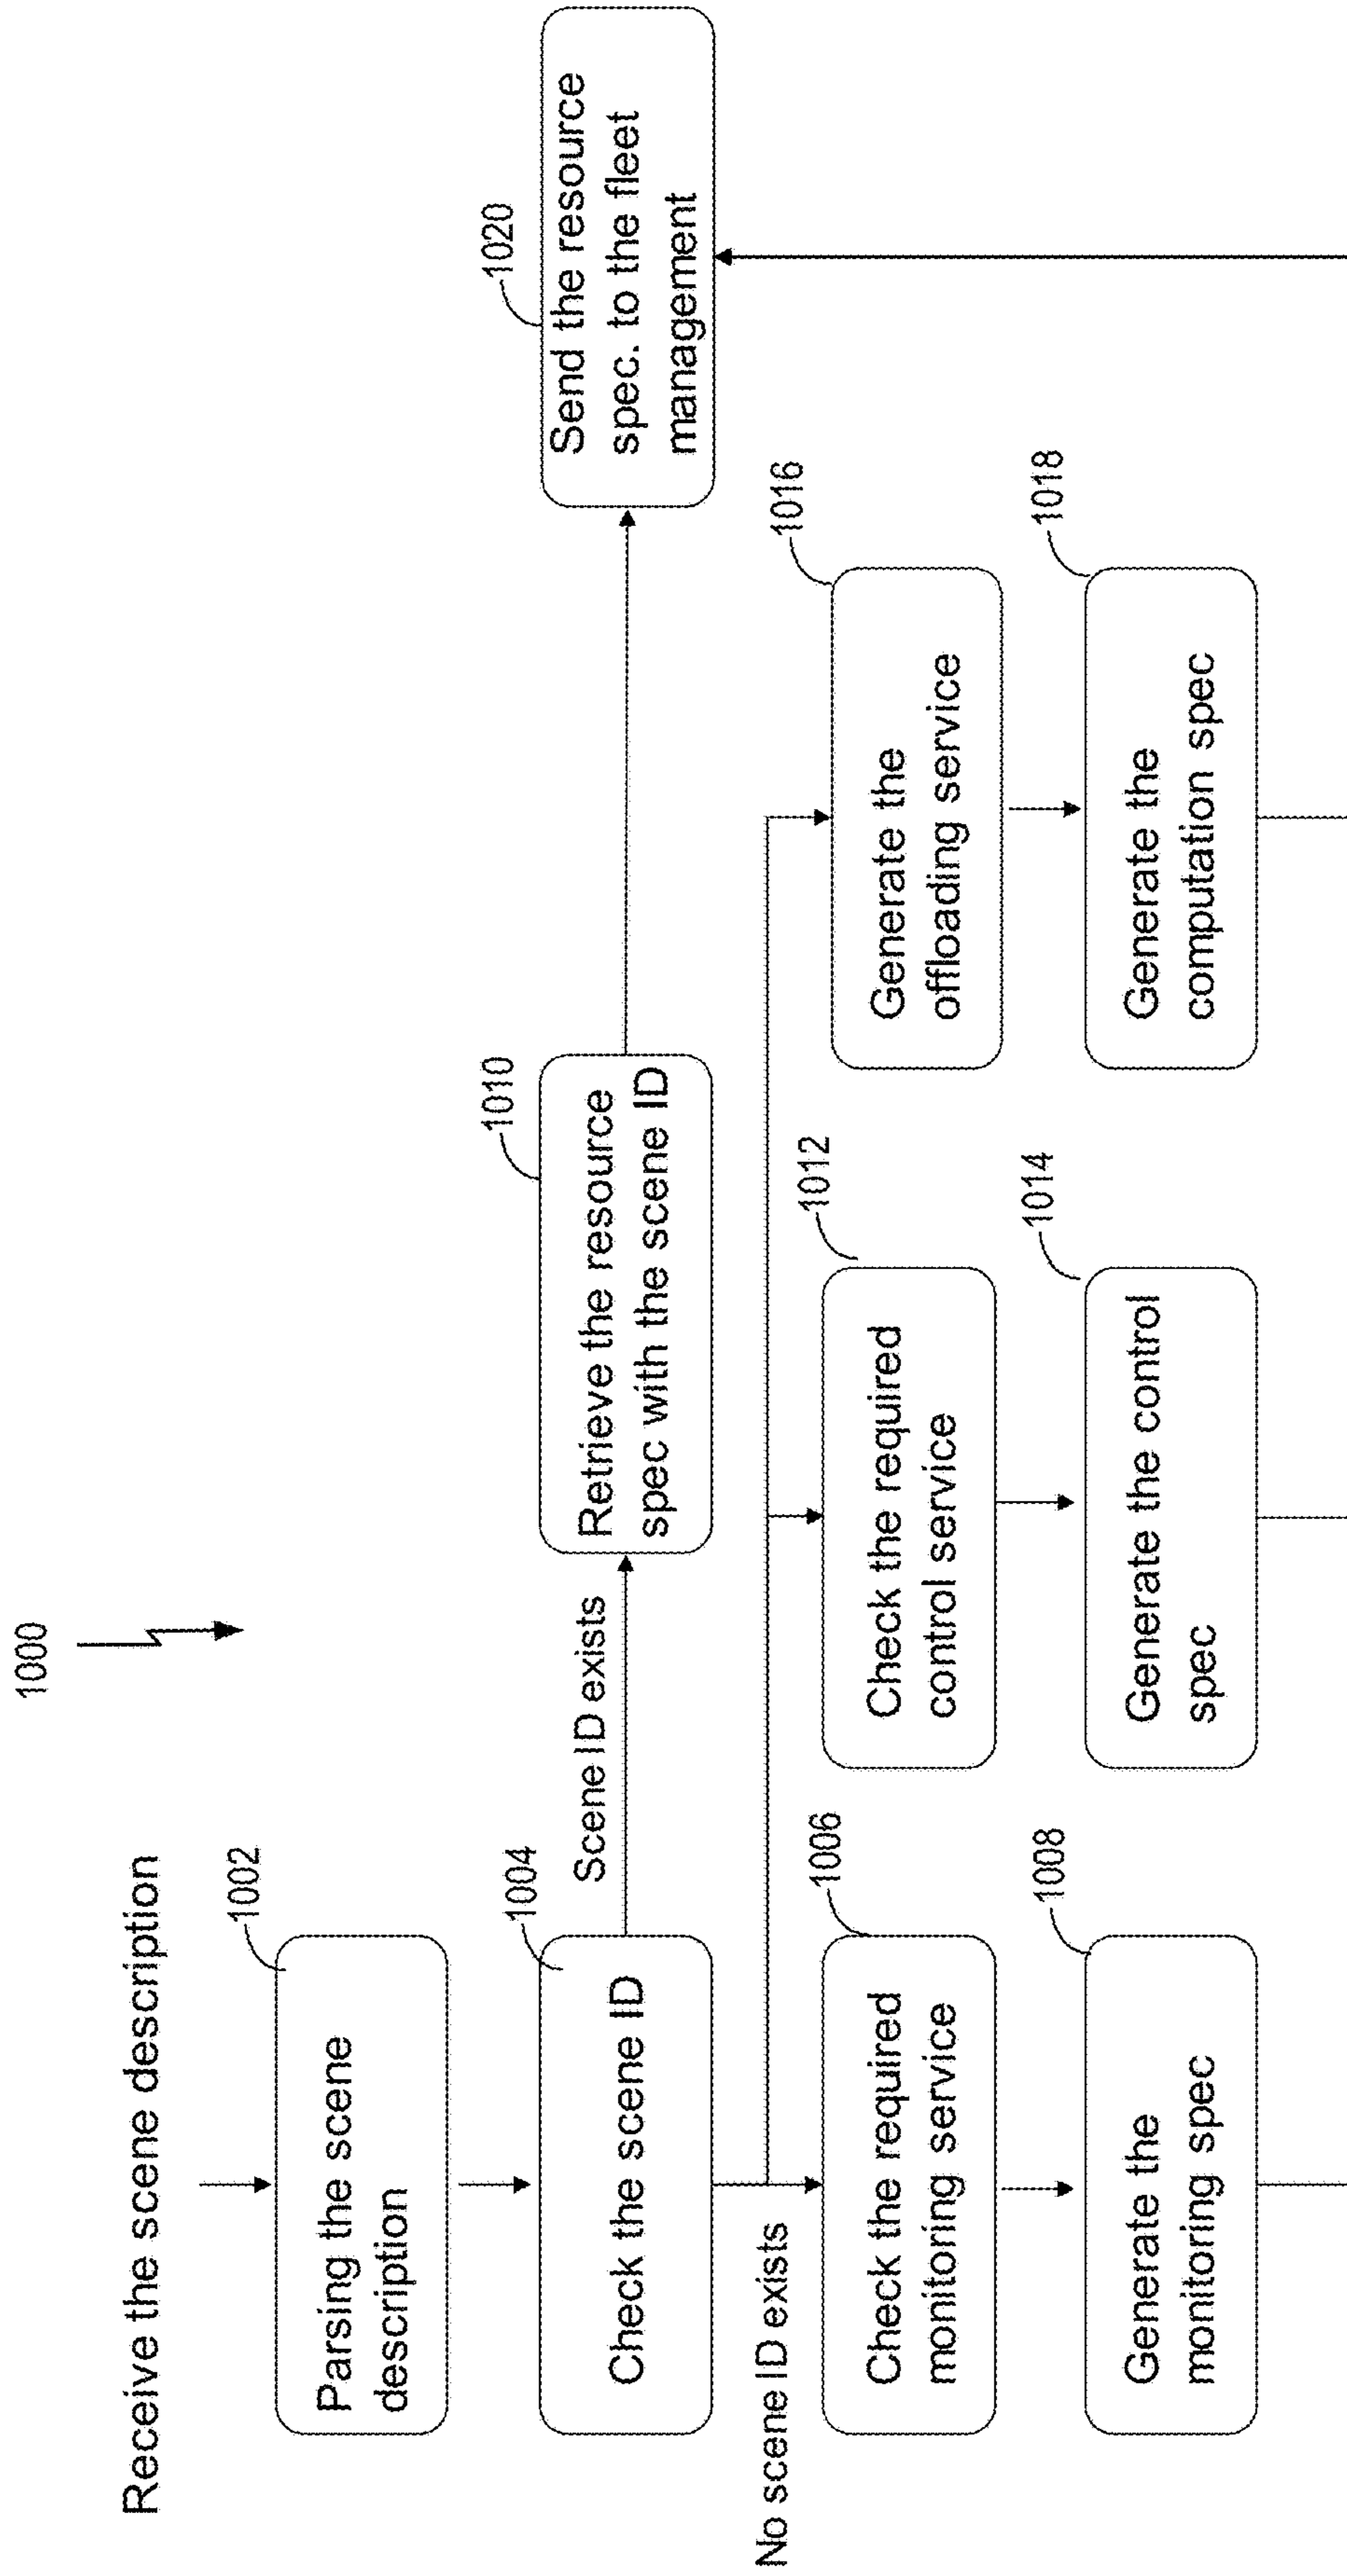 1000
Receive the scene description
1002
Parsing the scene
description
1004
Check the scene ID
Scene ID exists
1010
Retrieve the resource
spec with the scene ID
1020
Send the resource
spec. to the fleet
management
No scene ID exists
1006
Check the required
monitoring service
1012
Check the required
control service
1016
Generate the
offloading service
1008
Generate the
monitoring spec
1014
Generate the control
spec
1018
Generate the
computation spec